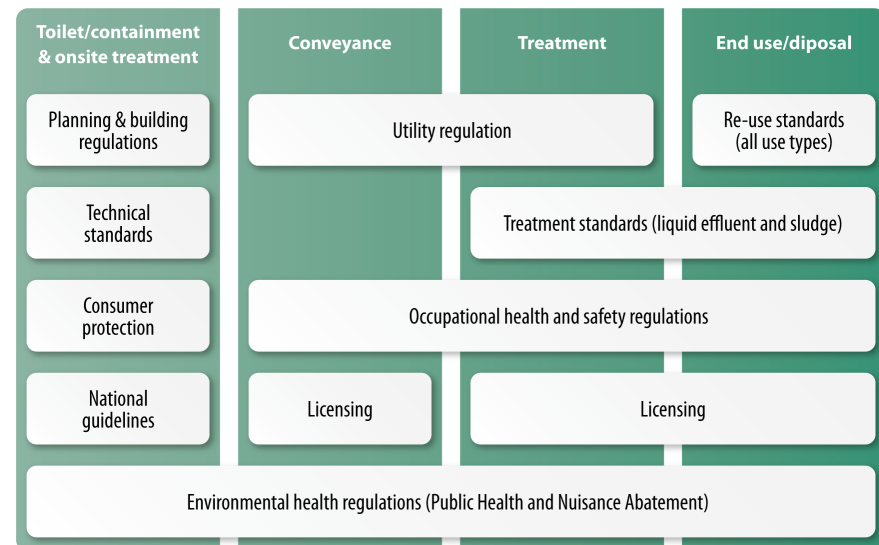 Toilet/containment
& onsite treatment
Conveyance
Treatment
End use/diposal
Planning & building
regulations
Utility regulation
Re-use standards
(all use types)
Technical
standards
Treatment standards (liquid effluent and sludge)
Consumer
protection
Occupational health and safety regulations
National
guidelines
Licensing
Licensing
Environmental health regulations (Public Health and Nuisance Abatement)